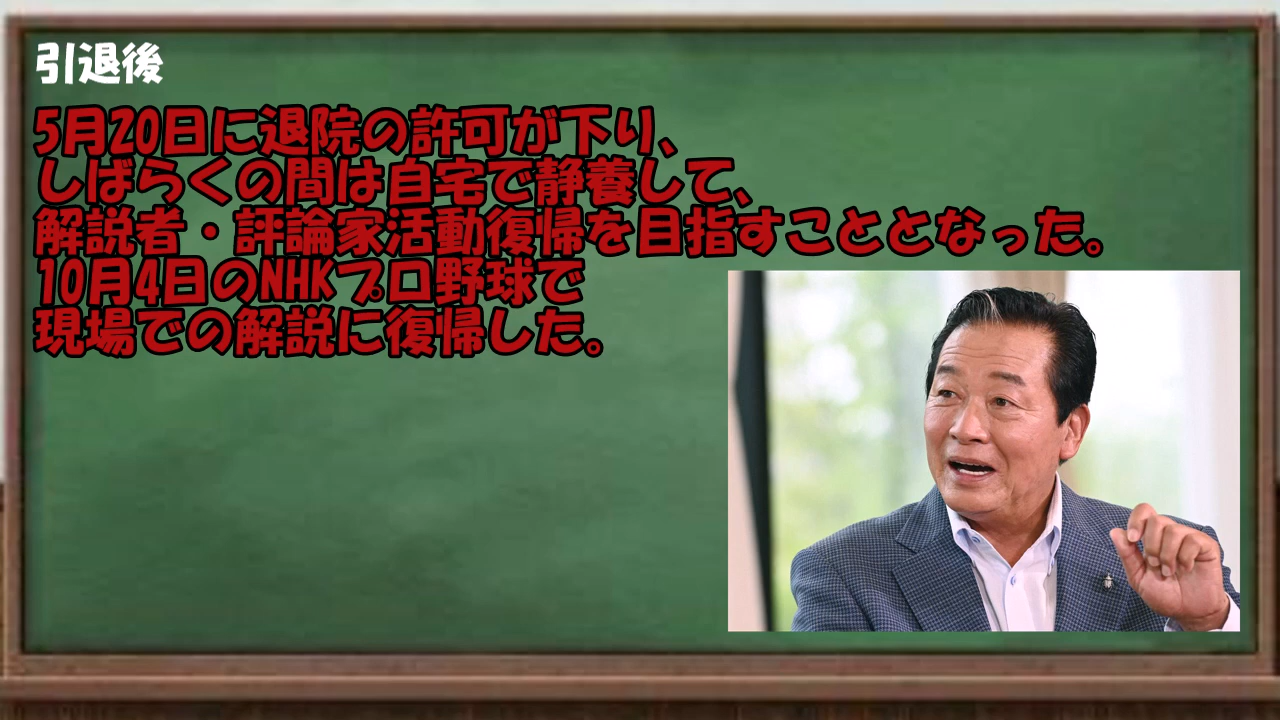 引退後
5月20日に退院の許可が下り、
しばらくの間は自宅で静養して、
解説者・評論家活動復帰を目指すこととなった。
10月4日のNHKプロ野球で
現場での解説に復帰した。